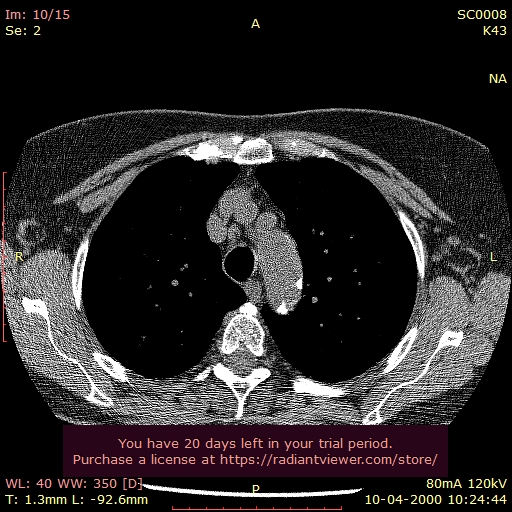 Im: 10/15
Se: 2
A
SC0008
K43
NA
R
L
You have 20 days left in your trial period.
Purchase a license at https://radiantviewer.com/store/
WL: 40 WW: 350 [D]
T: 1.3mm L: -92.6mm
P
80mA 120kV
10-04-2000 10:24:44